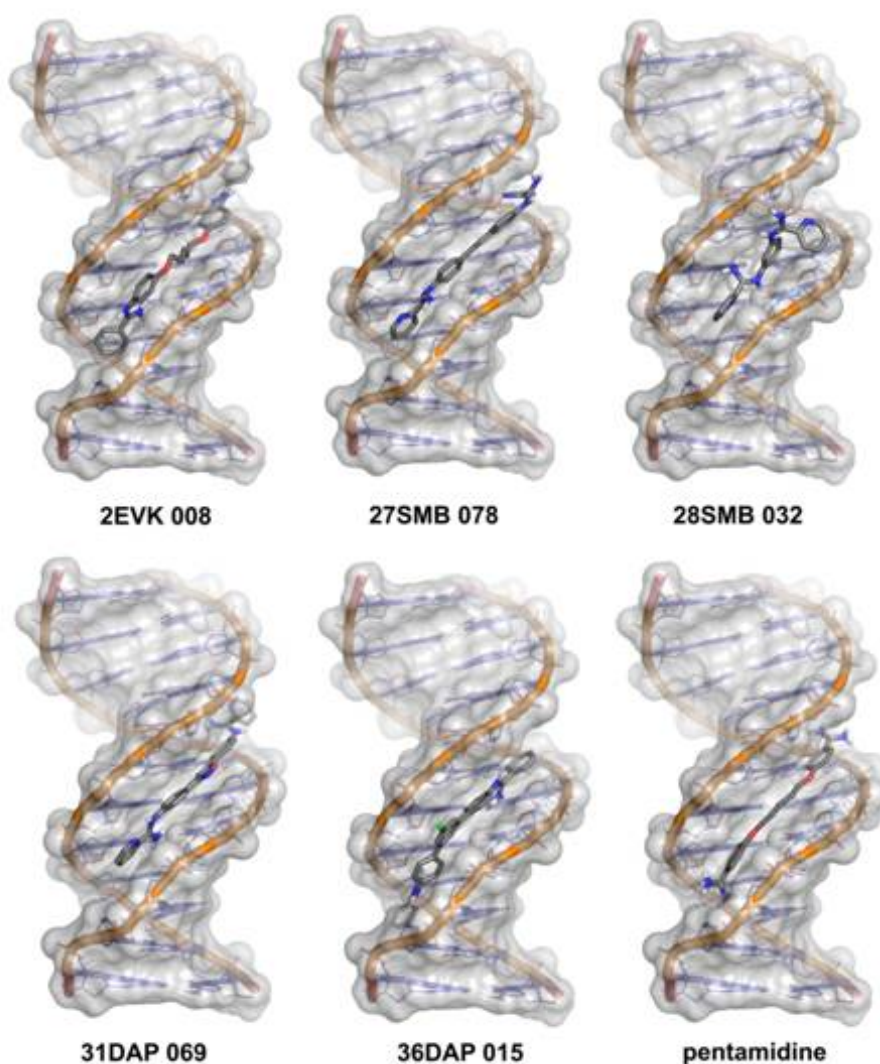 2EVK 008
27SMB 078
28SMB 032
31DAP 069
36DAP 015
pentamidine